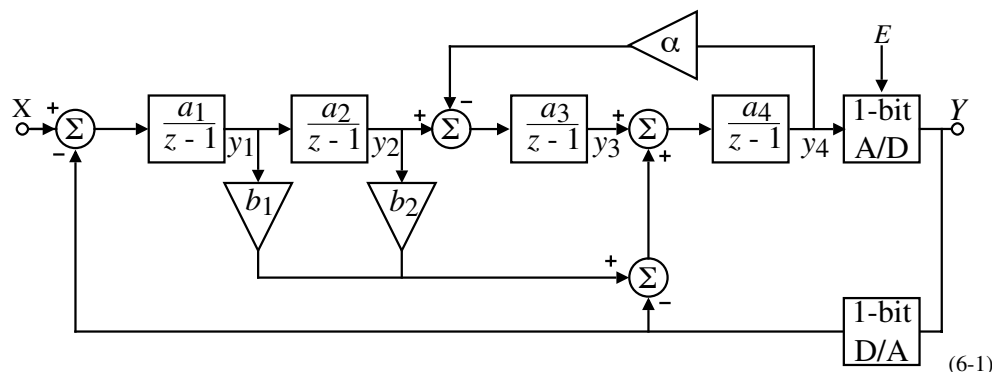 α
E
X
+
Σ
−
a1
z - 1
y1
a2
z - 1
y2
+
−
Σ
a3
z - 1
y3
+
Σ
+
a4
z - 1
y4
1-bit
A/D
Y
b1
b2
+
Σ
−
1-bit
D/A
(6-1)